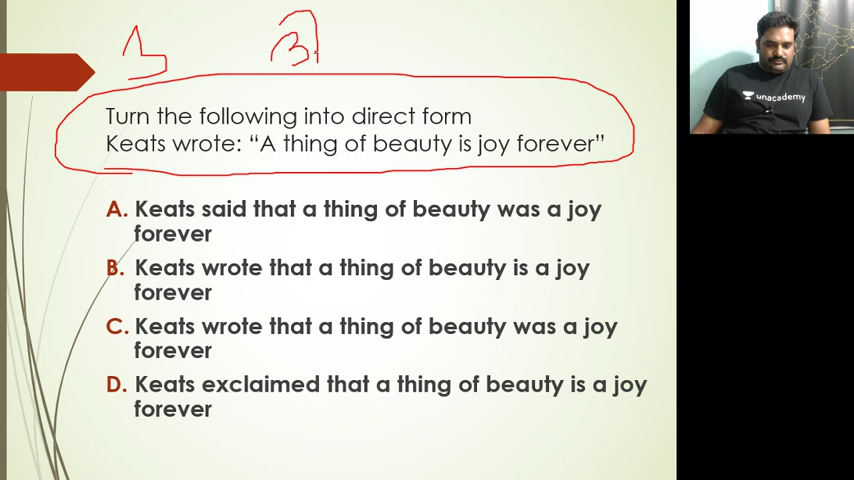 Turn the following into direct form
Keats wrote: “A thing of beauty is joy forever”
A. Keats said that a thing of beauty was a joy
forever
B. Keats wrote that a thing of beauty is a joy
forever
C. Keats wrote that a thing of beauty was a joy
forever
D. Keats exclaimed that a thing of beauty is a joy
forever
unacademy